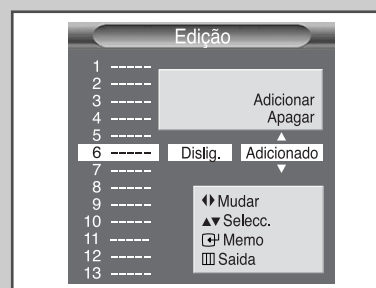 Edição
1 -----
2 -----
3 -----
4 -----
Adicionar
Apagar
5 -----
6 ----- Dislig. Adicionado
7 -----
8 -----
9 -----
10 -----
11 -----
12 -----
13 -----
Mudar
Selecc.
Memo
Saida